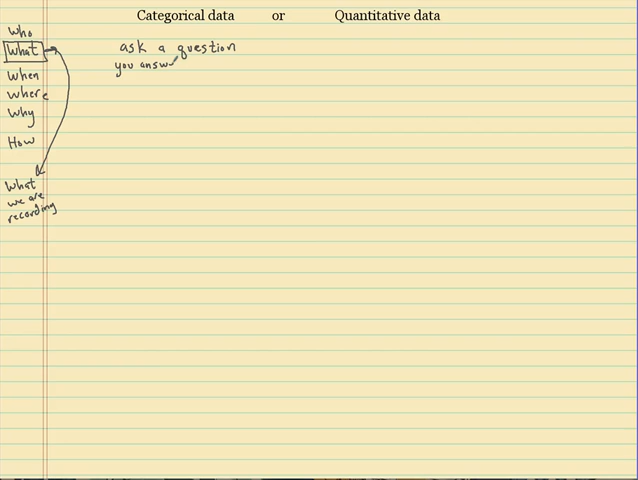 Categorical data or Quantitative data
Who
What
When
Where
Why
How
What
we are
recording
ask a question
you answ